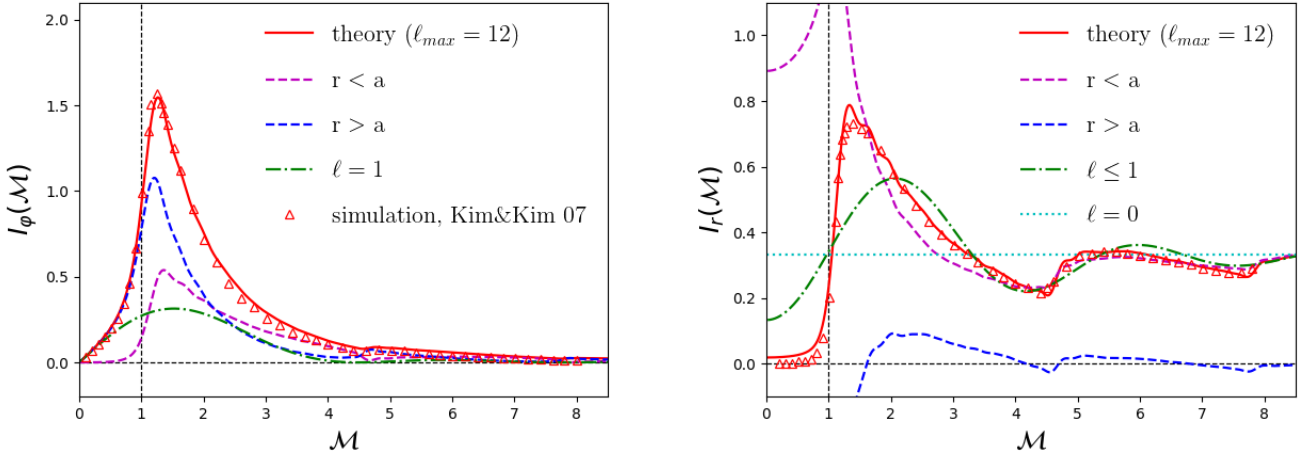 2.0
1.5
1.0
0.5
0.0
0 1 2 3 4 5 6 7 8
I_φ(ℳ)
ℳ
theory (ℓ_max = 12)
r < a
r > a
ℓ = 1
simulation, Kim&Kim 07
1.0
0.8
0.6
0.4
0.2
0.0
0 1 2 3 4 5 6 7 8
I_r(ℳ)
ℳ
theory (ℓ_max = 12)
r < a
r > a
ℓ ≤ 1
ℓ = 0